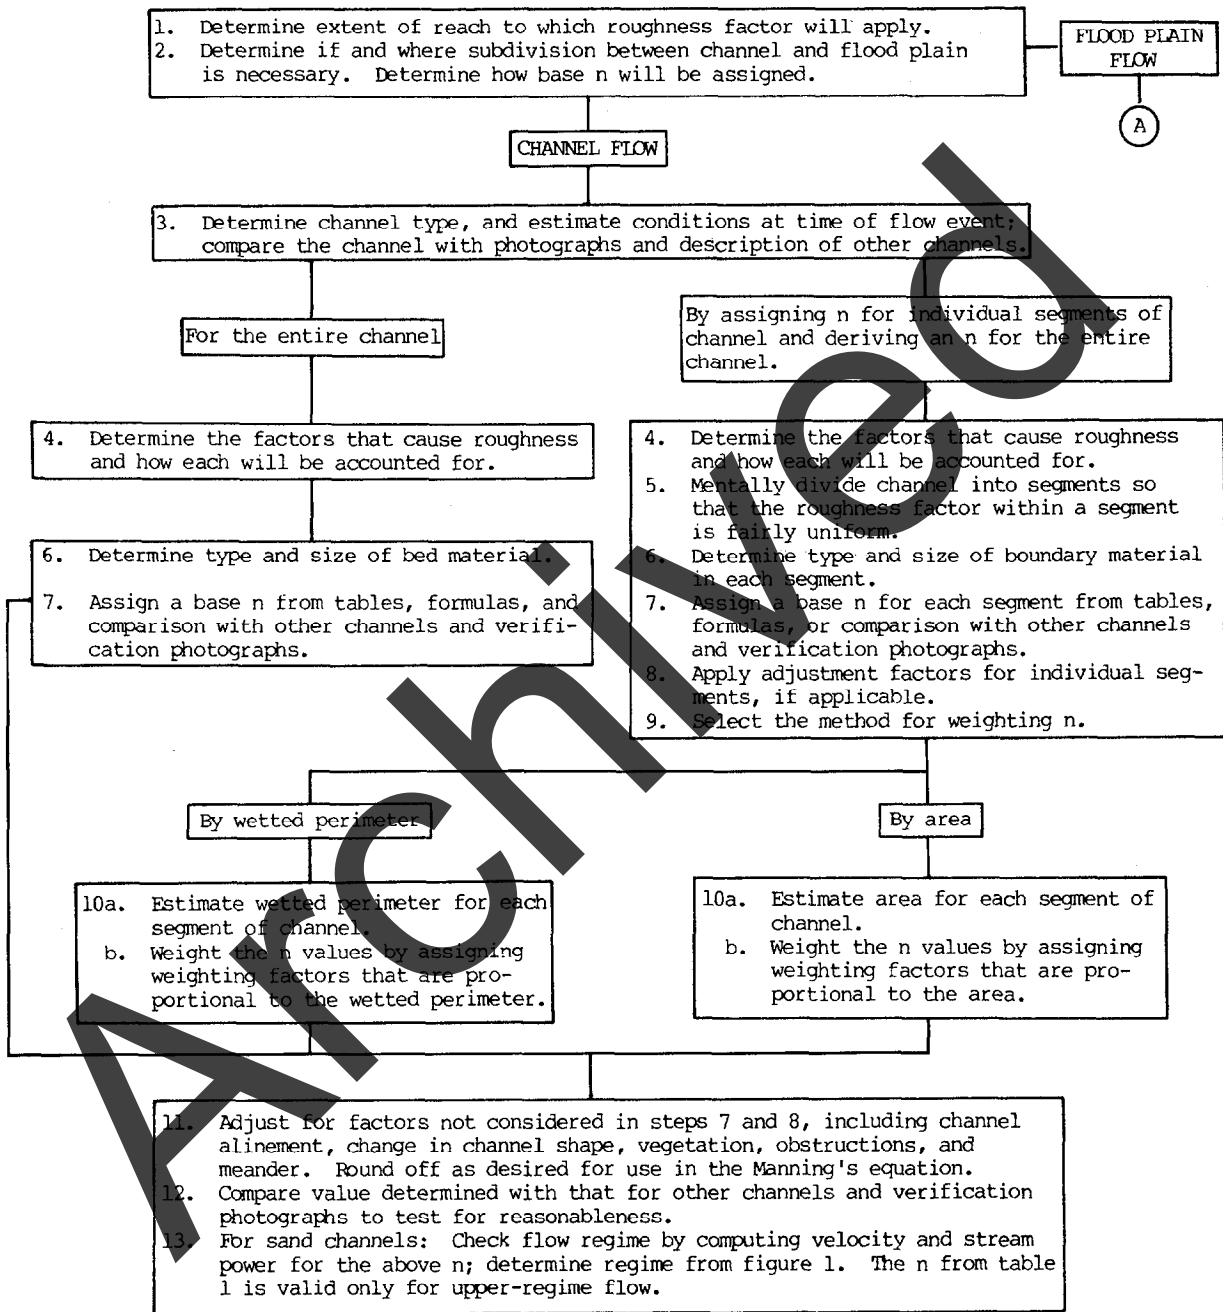 1. Determine extent of reach to which roughness factor will apply.
2. Determine if and where subdivision between channel and flood plain
is necessary. Determine how base n will be assigned.
FLOOD PLAIN
FLOW
A
CHANNEL FLOW
3. Determine channel type, and estimate conditions at time of flow event;
compare the channel with photographs and description of other channels.
For the entire channel
By assigning n for individual segments of
channel and deriving an n for the entire
channel.
4. Determine the factors that cause roughness
and how each will be accounted for.
6. Determine type and size of bed material.
7. Assign a base n from tables, formulas, and
comparison with other channels and verifi-
cation photographs.
4. Determine the factors that cause roughness
and how each will be accounted for.
5. Mentally divide channel into segments so
that the roughness factor within a segment
is fairly uniform.
6. Determine type and size of boundary material
in each segment.
7. Assign a base n for each segment from tables,
formulas, or comparison with other channels
and verification photographs.
8. Apply adjustment factors for individual seg-
ments, if applicable.
9. Select the method for weighting n.
By wetted perimeter
By area
10a. Estimate wetted perimeter for each
segment of channel.
b. Weight the n values by assigning
weighting factors that are pro-
portional to the wetted perimeter.
10a. Estimate area for each segment of
channel.
b. Weight the n values by assigning
weighting factors that are pro-
portional to the area.
11. Adjust for factors not considered in steps 7 and 8, including channel
alinement, change in channel shape, vegetation, obstructions, and
meander. Round off as desired for use in the Manning's equation.
12. Compare value determined with that for other channels and verification
photographs to test for reasonableness.
13. For sand channels: Check flow regime by computing velocity and stream
power for the above n; determine regime from figure 1. The n from table
1 is valid only for upper-regime flow.
Archived